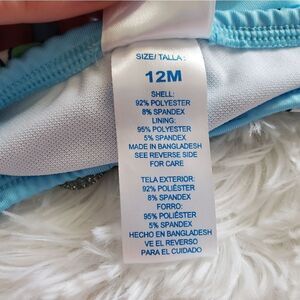 SIZE/ TALLA :
12M
SHELL:
92% POLYESTER
8% SPANDEX
LINING:
95% POLYESTER
5% SPANDEX
MADE IN BANGLADESH
SEE REVERSE SIDE
FOR CARE
TELA EXTERIOR:
92% POLIÉSTER
8% SPANDEX
FORRO:
95% POLIÉSTER
5% SPANDEX
HECHO EN BANGLADESH
VE EL REVERSO
PARA EL CUIDADO